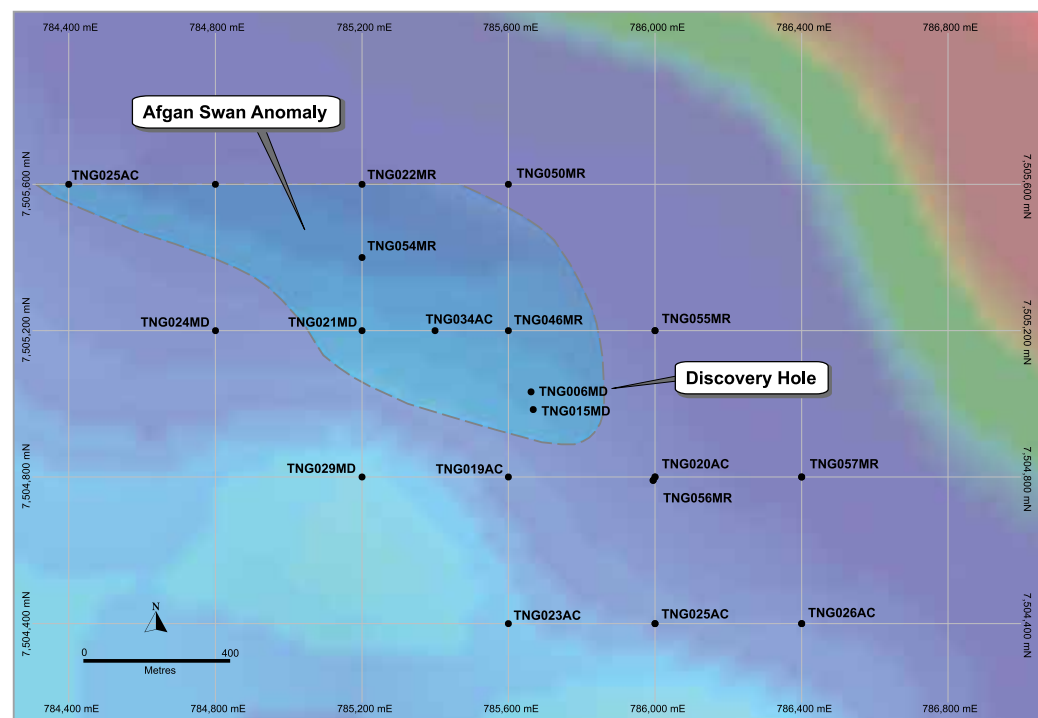 784,400 mE 784,800 mE 785,200 mE 785,600 mE 786,000 mE 786,400 mE 786,800 mE
Afgan Swan Anomaly
TNG025AC TNG022MR TNG050MR
7,505,600 mN 7,505,600 mN
TNG054MR
TNG024MD TNG021MD TNG034AC TNG046MR TNG055MR
7,505,200 mN 7,505,200 mN
Discovery Hole
TNG006MD
TNG015MD
TNG029MD TNG019AC TNG020AC TNG057MR
7,504,800 mN 7,504,800 mN
TNG056MR
N
TNG023AC TNG025AC TNG026AC
7,504,400 mN 7,504,400 mN
0 400
Metres
784,400 mE 784,800 mE 785,200 mE 785,600 mE 786,000 mE 786,400 mE 786,800 mE